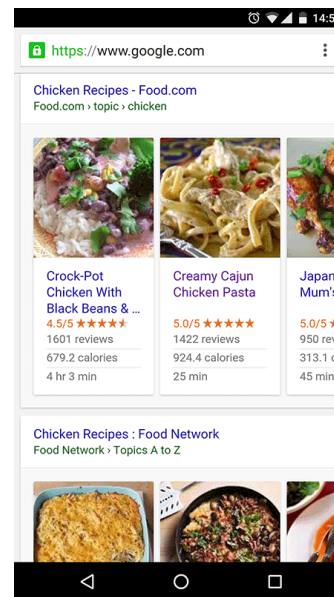 14:5
https://www.google.com
Chicken Recipes - Food.com
Food.com › topic › chicken
Crock-Pot
Chicken With
Black Beans & ...
4.5/5
1601 reviews
679.2 calories
4 hr 3 min
Creamy Cajun
Chicken Pasta
5.0/5
1422 reviews
924.4 calories
25 min
Japan
Mum's
5.0/5
950 rev
313.1 c
45 min
Chicken Recipes : Food Network
Food Network › Topics A to Z